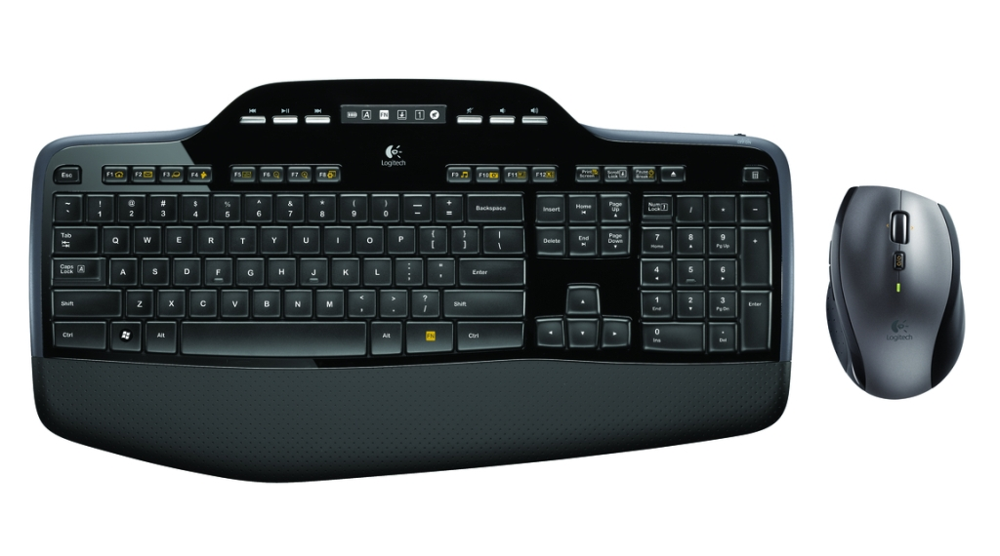 A FN 1
Logitech
Esc F1 F2 F3 F4 F5 F6 F7 F8 F9 F10 F11 F12 Print Screen Scroll Lock Pause Break
~ ! @ # $ % ^ & * ( ) — + Backspace Insert Home Page Up Num Lock / * –
` 1 2 3 4 5 6 7 8 9 0 - =
Tab Q W E R T Y U I O P { [ } ] | \ Delete End Page Down 7 Home 8 9 Pg Up +
Caps Lock A A S D F G H J K L : ; " ' Enter 4 5 6
Shift Z X C V B N M < , > . ? / Shift 1 End 2 3 Pg Dn Enter
Ctrl Alt Alt FN Ctrl 0 Ins . Del
Logitech